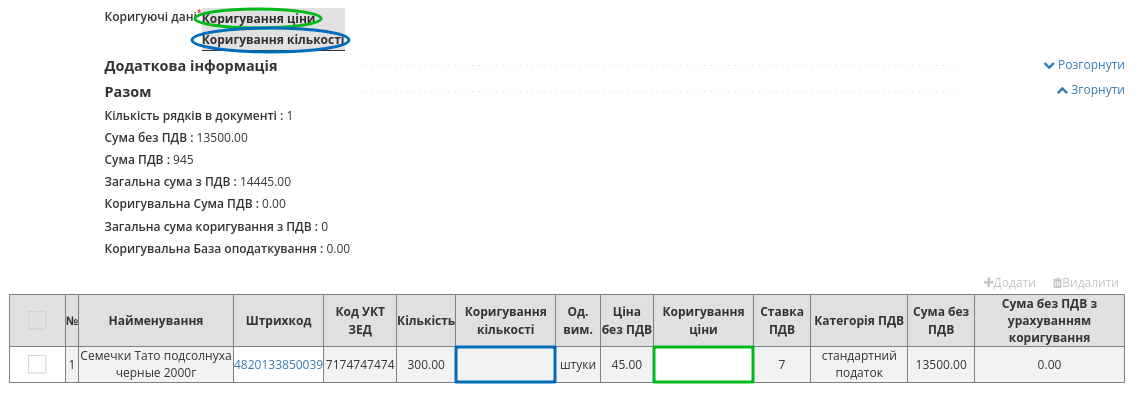 Коригуючі дані*
Коригування ціни
Коригування кількості
Додаткова інформація
Розгорнути
Разом
Згорнути
Кількість рядків в документі : 1
Сума без ПДВ : 13500.00
Сума ПДВ : 945
Загальна сума з ПДВ : 14445.00
Коригувальна Сума ПДВ : 0.00
Загальна сума коригування з ПДВ : 0
Коригувальна База оподаткування : 0.00
Додати Видалити
№ Найменування Штрихкод Код УКТ ЗЕД Кількість Коригування кількості Од. вим. Ціна без ПДВ Коригування ціни Ставка ПДВ Категорія ПДВ Сума без ПДВ Сума без ПДВ з урахуванням коригування
1 Семечки Тато подсолнуха черные 2000г 4820133850039 7174747474 300.00 штуки 45.00 7 стандартний податок 13500.00 0.00